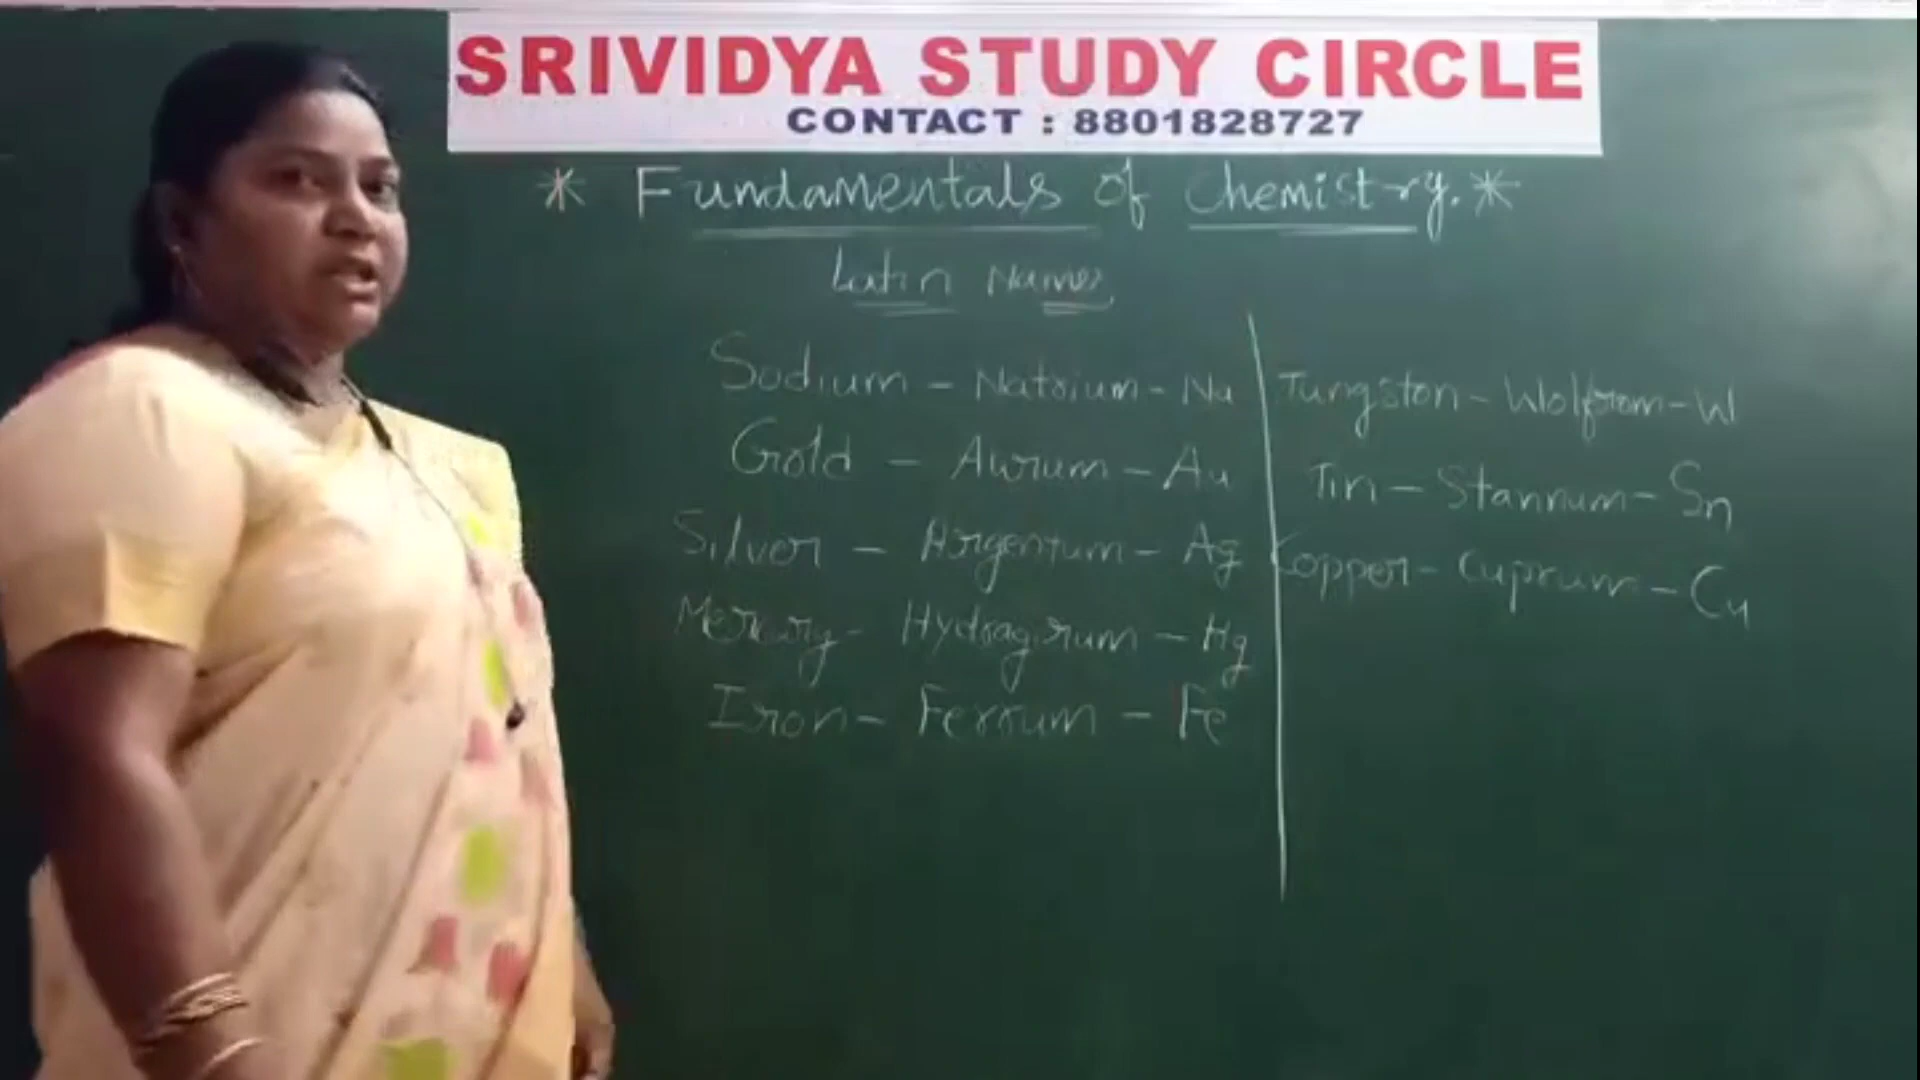 SRIVIDYA STUDY CIRCLE
CONTACT : 8801828727
* Fundamentals of Chemistry. *
Latin Names
Sodium - Natrium - Na
Gold - Aurum - Au
Silver - Argentum - Ag
Mercury - Hydragirum - Hg
Iron - Ferrum - Fe
Tungston - Wolfrom - W
Tin - Stannum - Sn
Copper - Cuprum - Cu